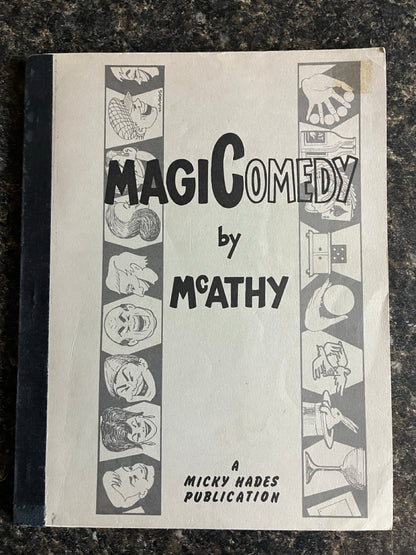 MAGICOMEDY
by
McATHY
A
MICKY HADES
PUBLICATION